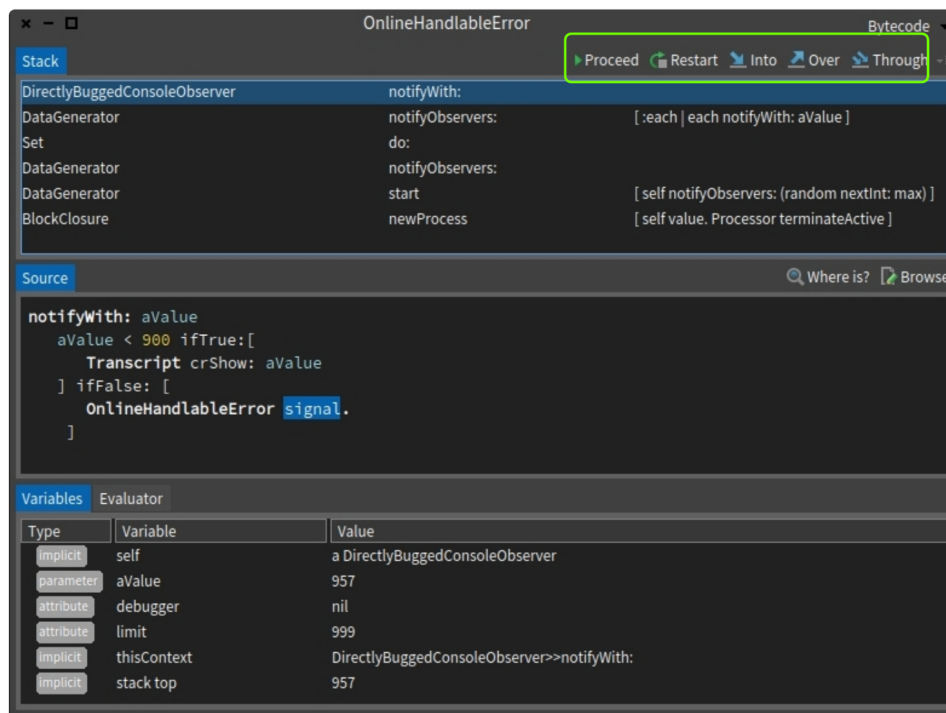 OnlineHandlableError
Bytecode
Stack
Proceed Restart Into Over Through
DirectlyBuggedConsoleObserver notifyWith:
DataGenerator notifyObservers: [ :each | each notifyWith: aValue ]
Set do:
DataGenerator notifyObservers:
DataGenerator start [ self notifyObservers: (random nextInt: max) ]
BlockClosure newProcess [ self value. Processor terminateActive ]
Source Where is? Browse
notifyWith: aValue
aValue < 900 ifTrue:[
Transcript crShow: aValue
] ifFalse: [
OnlineHandlableError signal.
]
Variables Evaluator
Type Variable Value
implicit self a DirectlyBuggedConsoleObserver
parameter aValue 957
attribute debugger nil
attribute limit 999
implicit thisContext DirectlyBuggedConsoleObserver>>notifyWith:
implicit stack top 957